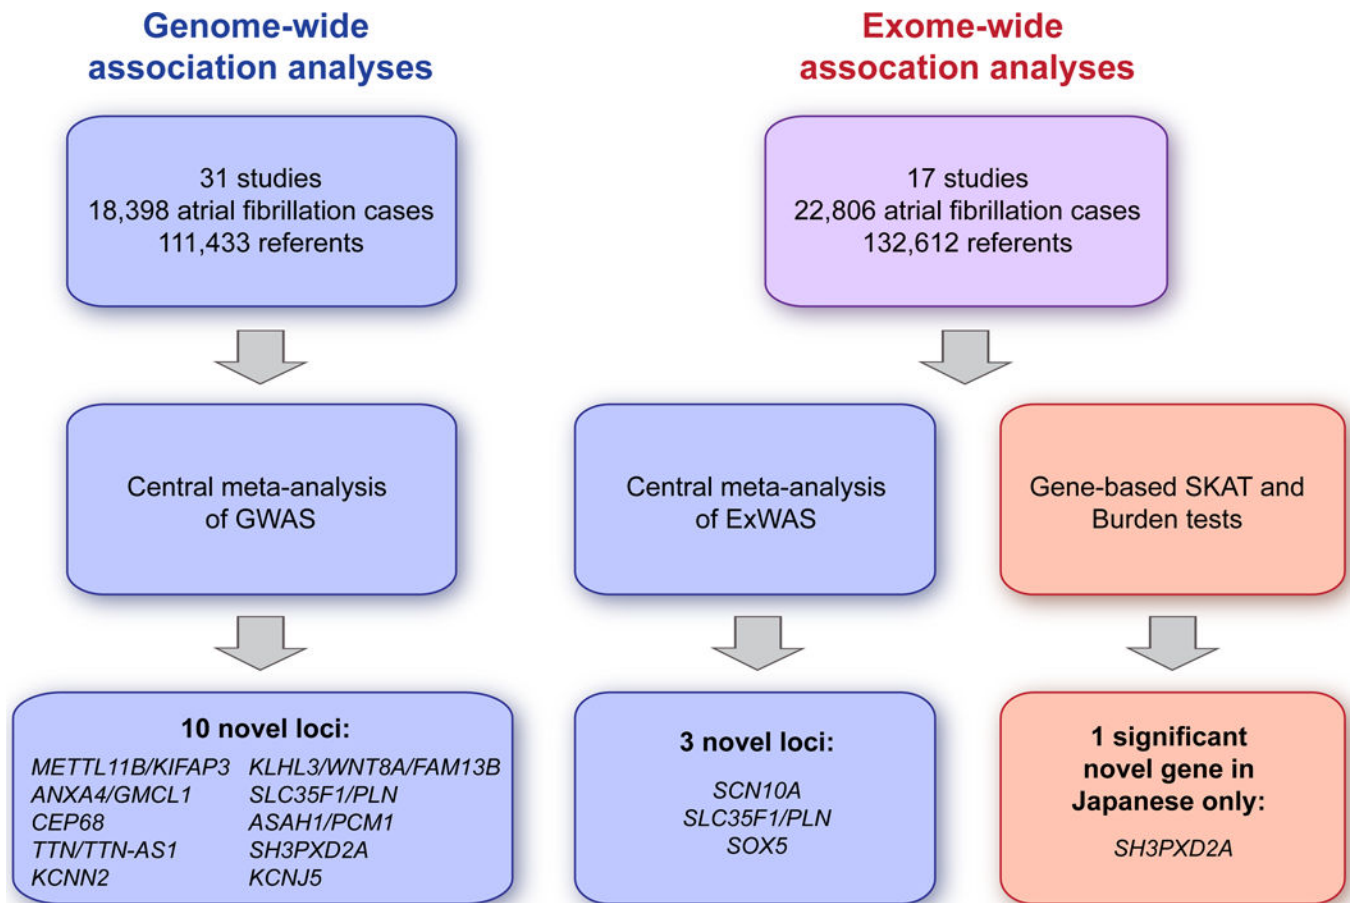 Genome-wide
association analyses
Exome-wide
assocation analyses
31 studies
18,398 atrial fibrillation cases
111,433 referents
17 studies
22,806 atrial fibrillation cases
132,612 referents
Central meta-analysis
of GWAS
Central meta-analysis
of ExWAS
Gene-based SKAT and
Burden tests
10 novel loci:
METTL11B/KIFAP3 KLHL3/WNT8A/FAM13B
ANXA4/GMCL1 SLC35F1/PLN
CEP68 ASAH1/PCM1
TTN/TTN-AS1 SH3PXD2A
KCNN2 KCNJ5
3 novel loci:
SCN10A
SLC35F1/PLN
SOX5
1 significant
novel gene in
Japanese only:
SH3PXD2A